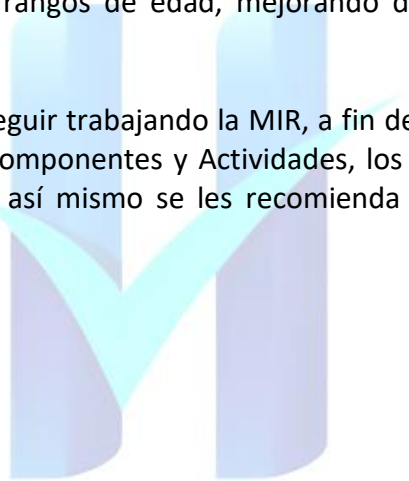 rangos de edad, mejorando d
eguir trabajando la MIR, a fin de
omponentes y Actividades, los
así mismo se les recomienda